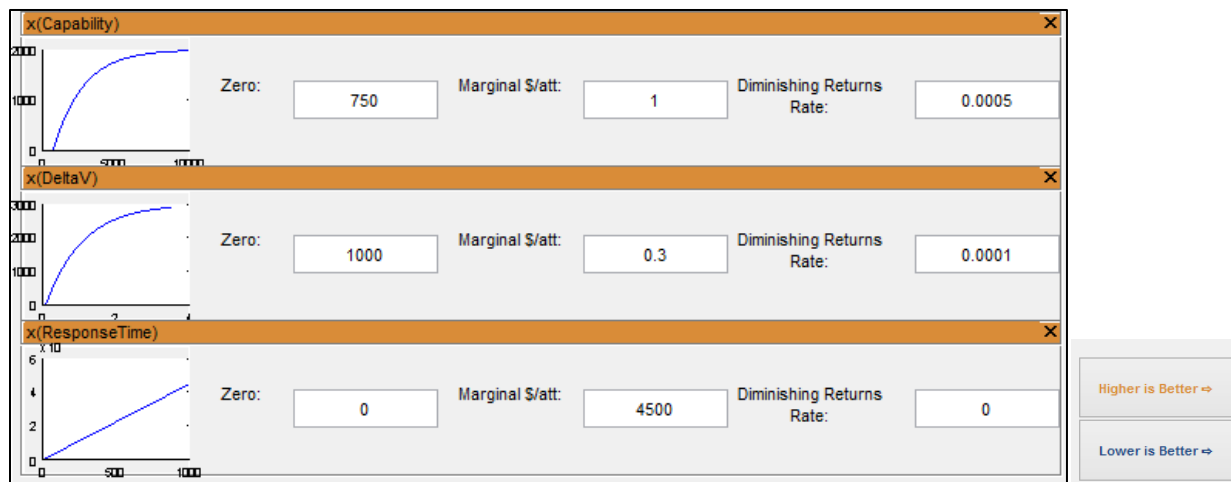 x(Capability)
2000
1000
0
0 5000 10000
Zero: 750 Marginal $/att: 1 Diminishing Returns Rate: 0.0005
x(DeltaV)
3000
2000
1000
0
0 2 4
Zero: 1000 Marginal $/att: 0.3 Diminishing Returns Rate: 0.0001
x(ResponseTime)
x 10
6
4
2
0
0 500 1000
Zero: 0 Marginal $/att: 4500 Diminishing Returns Rate: 0
Higher is Better ⇨
Lower is Better ⇨